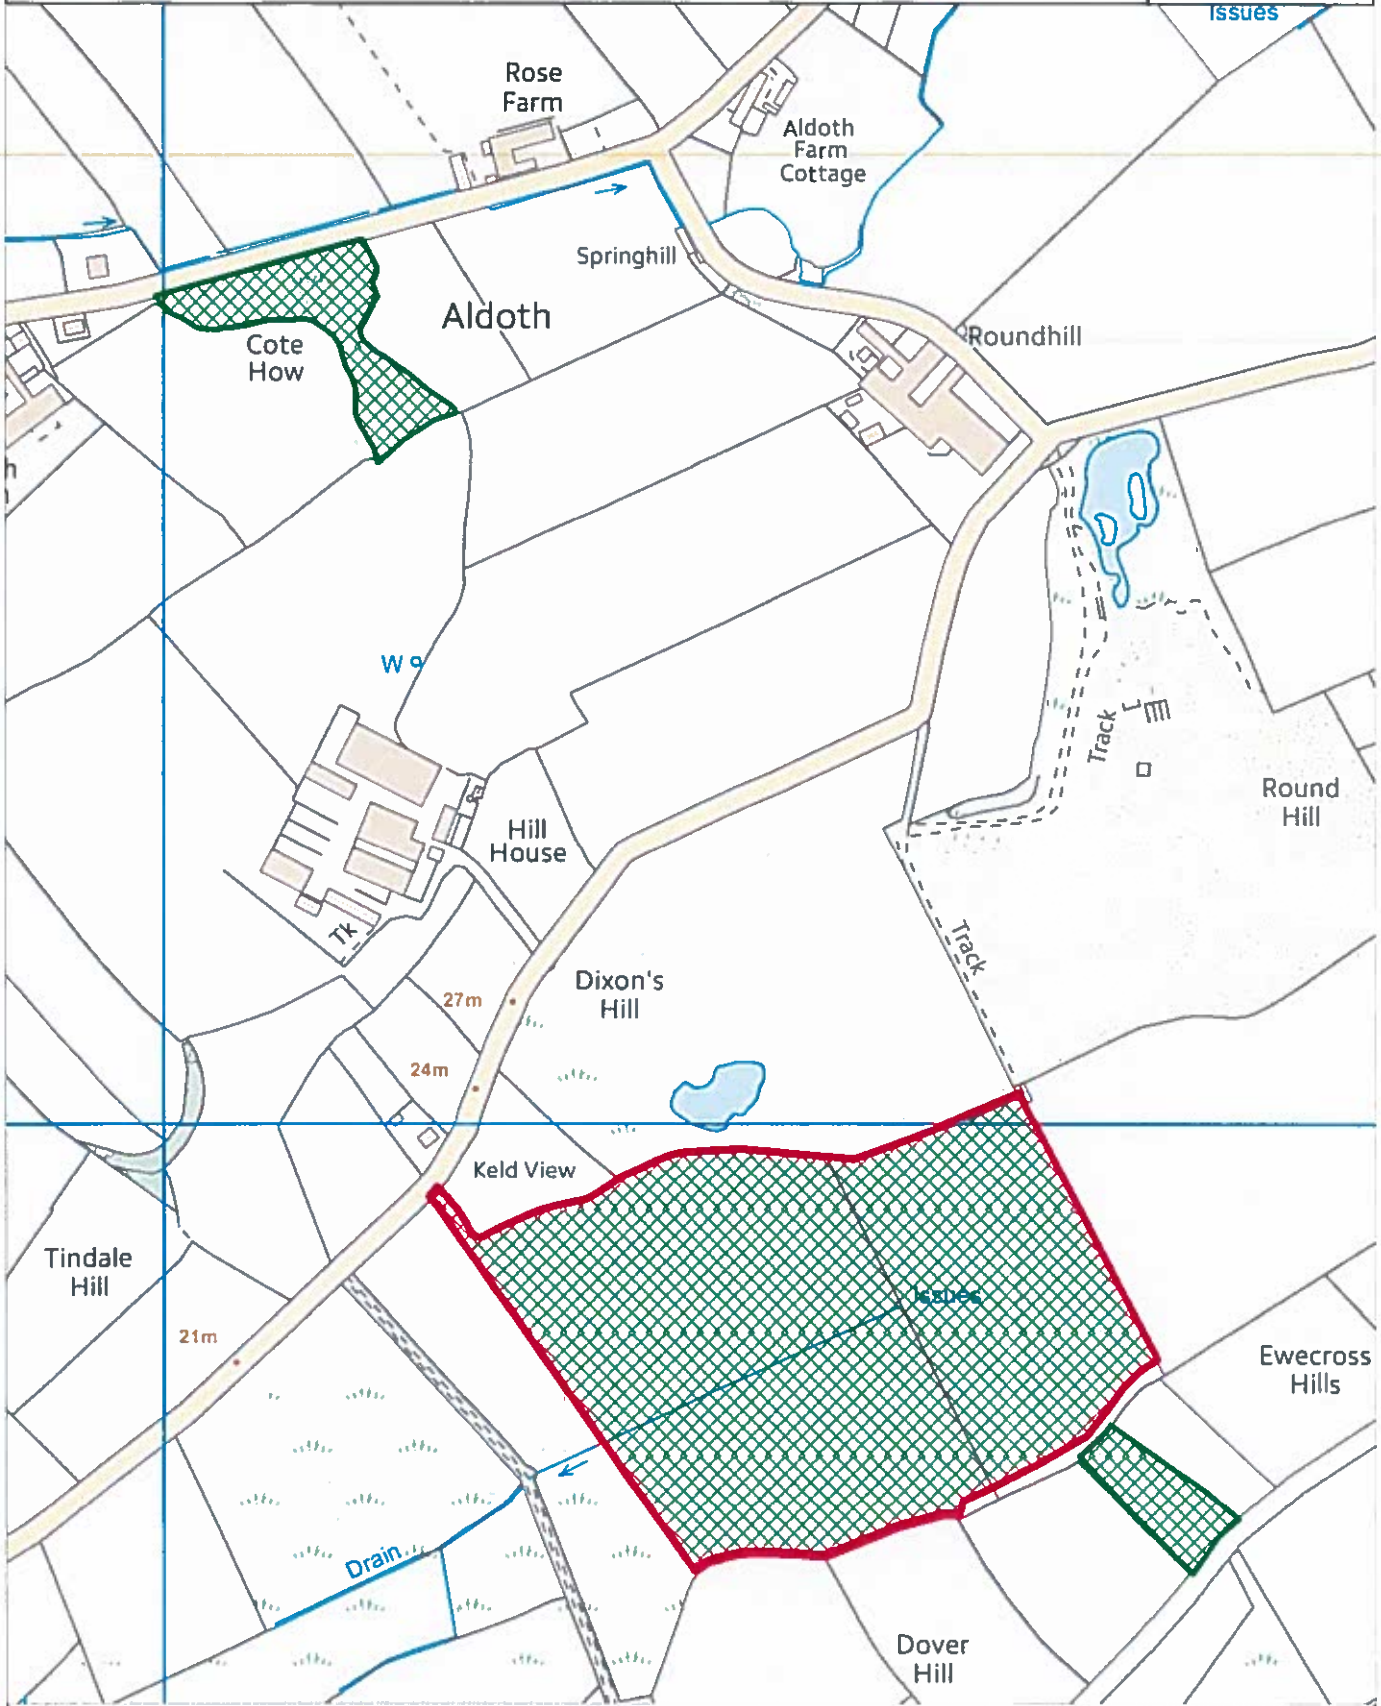 Issues
Rose
Farm
Aldoth
Farm
Cottage
Springhill
Aldoth
Cote
How
Roundhill
h
W
Track
Round
Hill
Hill
House
Tk
Track
Dixon's
Hill
27m
24m
Keld View
Tindale
Hill
Issues
21m
Ewecross
Hills
Drain
Dover
Hill